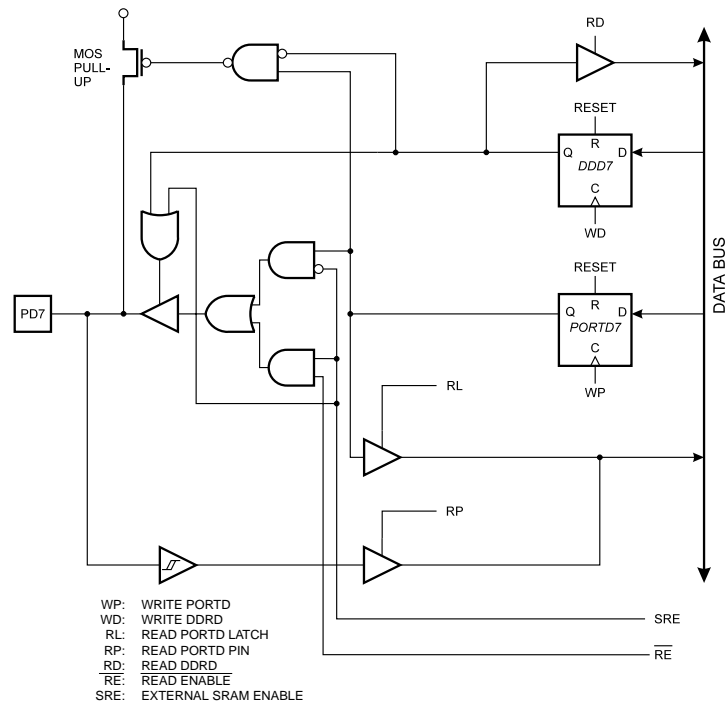 RD
MOS
PULL-
UP
RESET
R
Q
D
DDD7
C
WD
RESET
R
Q
D
PORTD7
C
WP
DATA BUS
PD7
RL
RP
WP: WRITE PORTD
WD: WRITE DDRD
RL: READ PORTD LATCH
RP: READ PORTD PIN
RD: READ DDRD
RE: READ ENABLE
SRE: EXTERNAL SRAM ENABLE
SRE
RE